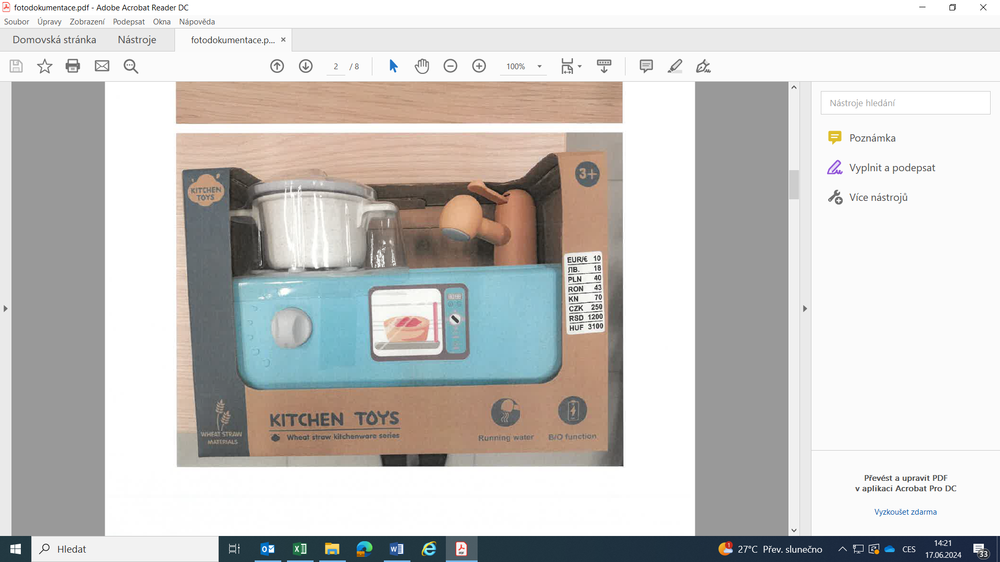 fotodokumentace.pdf - Adobe Acrobat Reader DC
Soubor Úpravy Zobrazení Podepsat Okna Nápověda
Domovská stránka Nástroje fotodokumentace.p...
2 / 8 100%
Nástroje hledání
Poznámka
Vyplnit a podepsat
Více nástrojů
KITCHEN
TOYS
3+
EUR/€ 10
ЛВ. 18
PLN 40
RON 43
KN 70
CZK 250
RSD 1200
HUF 3100
WHEAT STRAW
MATERIALS
KITCHEN TOYS
Wheat straw kitchenware series
Running water
B/O function
Převést a upravit PDF
v aplikaci Acrobat Pro DC
Vyzkoušet zdarma
Hledat
27°C Přev. slunečno
CES
14:21
17.06.2024
33